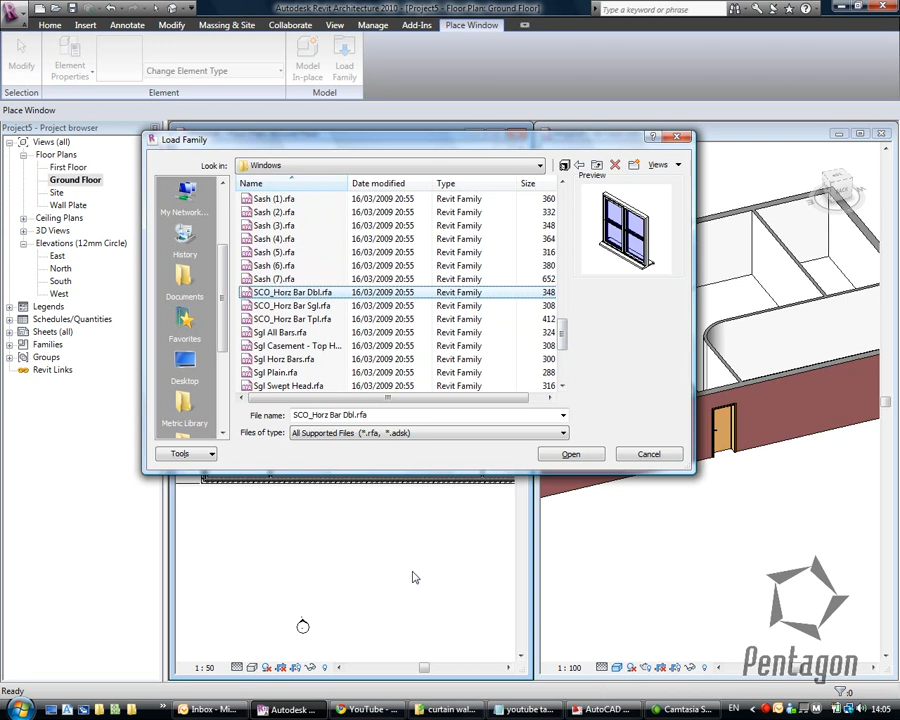 Autodesk Revit Architecture 2010 - [Project5 - Floor Plan: Ground Floor]
Type a keyword or phrase
Home Insert Annotate Modify Massing & Site Collaborate View Manage Add-Ins Place Window
Modify
Element Properties
Change Element Type
Model In-place
Load Family
Selection Element Model
Place Window
Project5 - Project browser
Views (all)
Floor Plans
First Floor
Ground Floor
Site
Wall Plate
Ceiling Plans
3D Views
Elevations (12mm Circle)
East
North
South
West
Legends
Schedules/Quantities
Sheets (all)
Families
Groups
Revit Links
Load Family
Look in: Windows
Views
Preview
My Network...
History
Documents
Favorites
Desktop
Metric Library
Name Date modified Type Size
Sash (1).rfa 16/03/2009 20:55 Revit Family 360
Sash (2).rfa 16/03/2009 20:55 Revit Family 332
Sash (3).rfa 16/03/2009 20:55 Revit Family 348
Sash (4).rfa 16/03/2009 20:55 Revit Family 364
Sash (5).rfa 16/03/2009 20:55 Revit Family 316
Sash (6).rfa 16/03/2009 20:55 Revit Family 380
Sash (7).rfa 16/03/2009 20:55 Revit Family 652
SCO_Horz Bar Dbl.rfa 16/03/2009 20:55 Revit Family 348
SCO_Horz Bar Sgl.rfa 16/03/2009 20:55 Revit Family 308
SCO_Horz Bar Tpl.rfa 16/03/2009 20:55 Revit Family 412
Sgl All Bars.rfa 16/03/2009 20:55 Revit Family 324
Sgl Casement - Top H... 16/03/2009 20:55 Revit Family 308
Sgl Horz Bars.rfa 16/03/2009 20:55 Revit Family 300
Sgl Plain.rfa 16/03/2009 20:55 Revit Family 288
Sgl Swept Head.rfa 16/03/2009 20:55 Revit Family 316
File name: SCO_Horz Bar Dbl.rfa
Files of type: All Supported Files (*.rfa, *.adsk)
Tools Open Cancel
BACK
Pentagon
1 : 50
1 : 100
Ready
:0
Inbox - Mi...
Autodesk ...
YouTube - ...
curtain wal...
youtube ta...
AutoCAD ...
Camtasia S...
EN
14:05